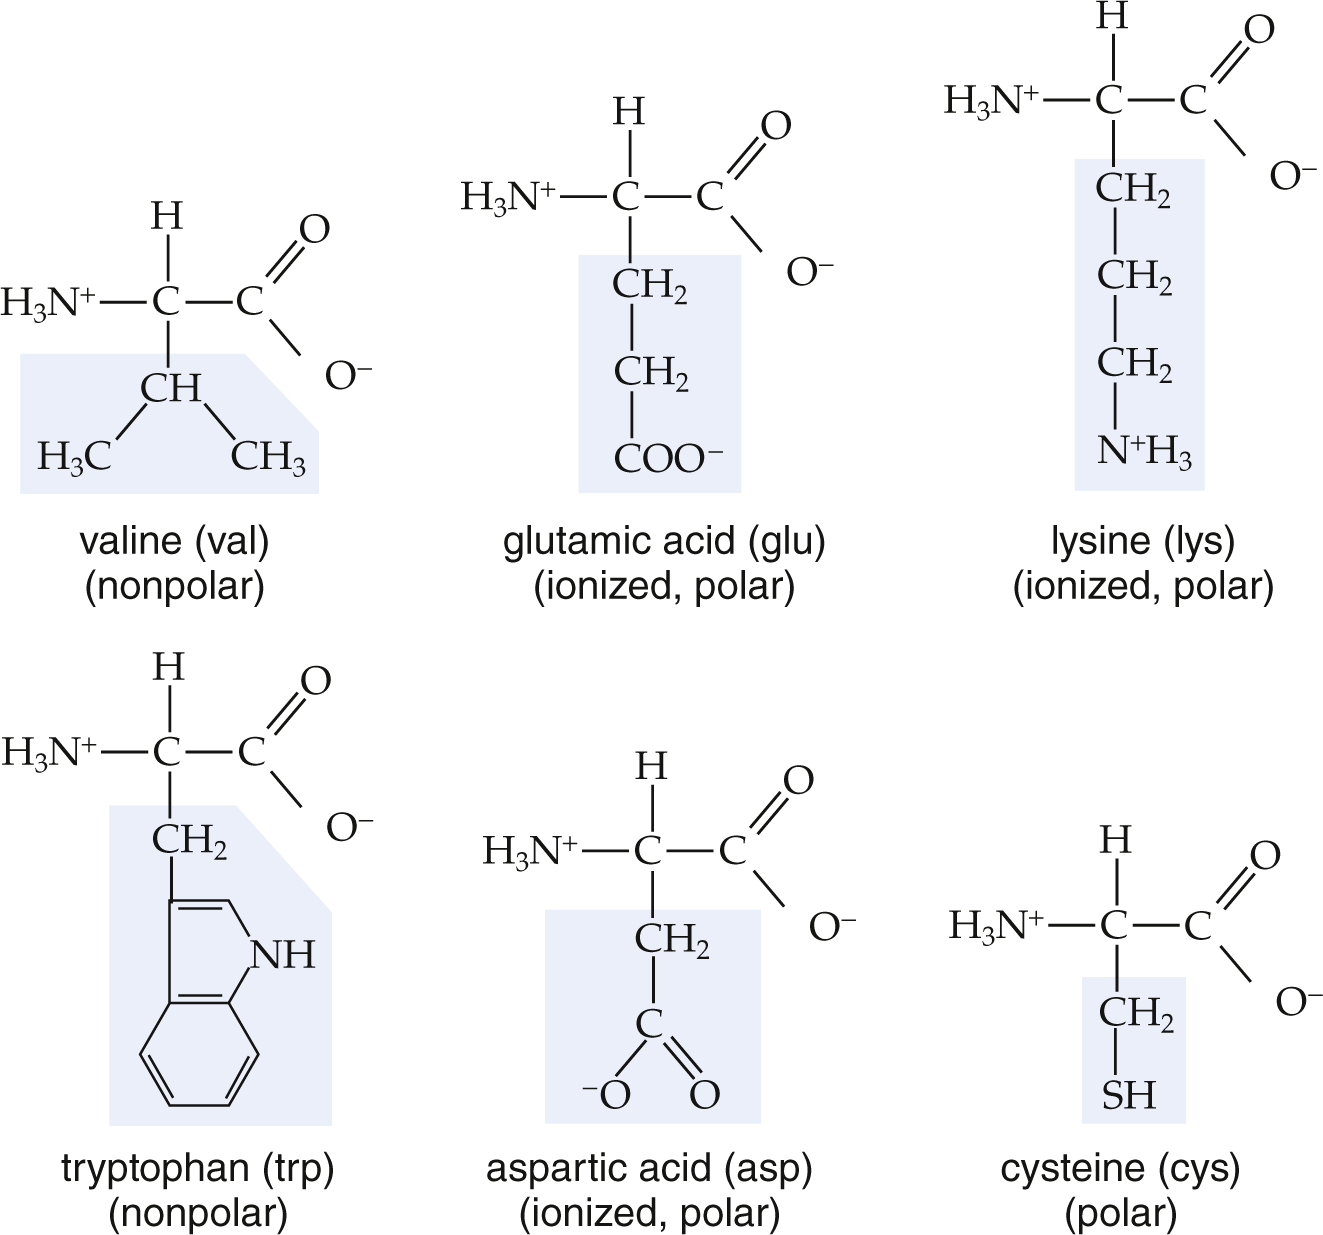 H
H₃N⁺—C—C
O
O⁻
CH
H₃C
CH₃
valine (val)
(nonpolar)
H
H₃N⁺—C—C
O
O⁻
CH₂
CH₂
COO⁻
glutamic acid (glu)
(ionized, polar)
H
H₃N⁺—C—C
O
O⁻
CH₂
CH₂
CH₂
N⁺H₃
lysine (lys)
(ionized, polar)
H
H₃N⁺—C—C
O
O⁻
CH₂
NH
tryptophan (trp)
(nonpolar)
H
H₃N⁺—C—C
O
O⁻
CH₂
C
⁻O
O
aspartic acid (asp)
(ionized, polar)
H
H₃N⁺—C—C
O
O⁻
CH₂
SH
cysteine (cys)
(polar)